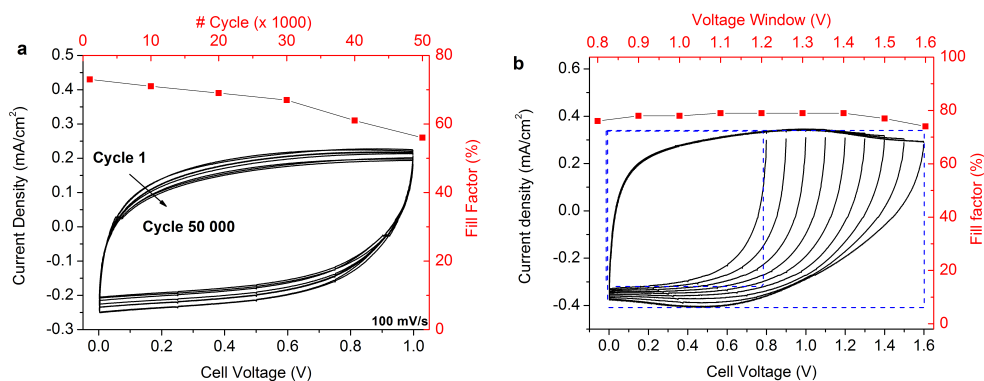 a
# Cycle (x 1000)
0 10 20 30 40 50
Current Density (mA/cm²)
0.5
0.4
0.3
0.2
0.1
0.0
-0.1
-0.2
-0.3
Cycle 1
Cycle 50 000
100 mV/s
80
70
60
50
40
30
20
10
0
Fill Factor (%)
0.0 0.2 0.4 0.6 0.8 1.0
Cell Voltage (V)
b
Voltage Window (V)
0.8 0.9 1.0 1.1 1.2 1.3 1.4 1.5 1.6
Current density (mA/cm²)
0.6
0.4
0.2
0.0
-0.2
-0.4
100
80
60
40
20
0
Fill factor (%)
0.0 0.2 0.4 0.6 0.8 1.0 1.2 1.4 1.6
Cell Voltage (V)